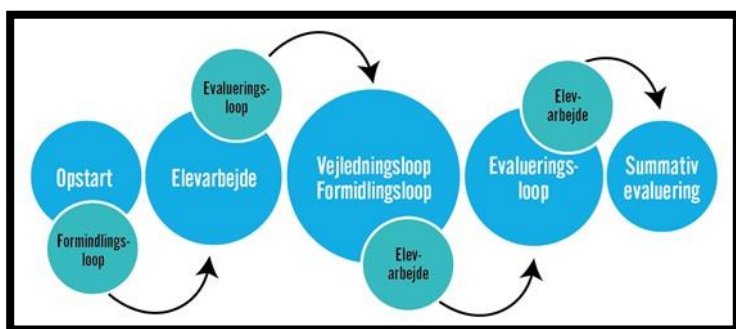 Opstart
Formindlings-
loop
Elevarbejde
Evaluerings-
loop
Vejledningsloop
Formidlingsloop
Elev-
arbejde
Evaluerings-
loop
Elev-
arbejde
Summativ
evaluering